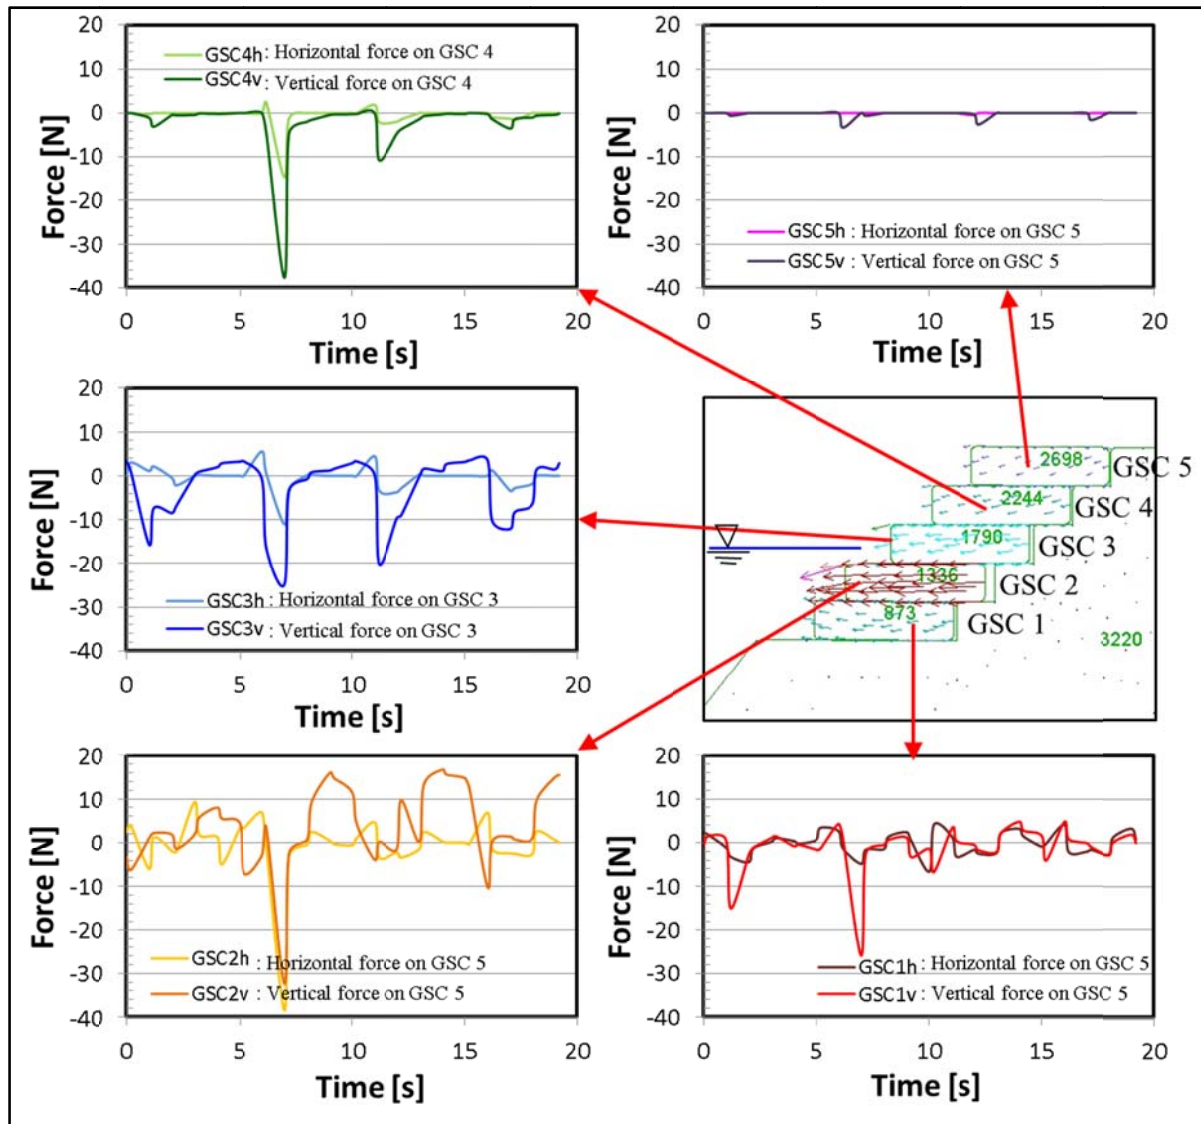 20
10
0
-10
-20
-30
-40
Force [N]
GSC4h : Horizontal force on GSC 4
GSC4v : Vertical force on GSC 4
0 5 10 15 20
Time [s]
20
10
0
-10
-20
-30
-40
Force [N]
GSC5h : Horizontal force on GSC 5
GSC5v : Vertical force on GSC 5
0 5 10 15 20
Time [s]
20
10
0
-10
-20
-30
-40
Force [N]
GSC3h : Horizontal force on GSC 3
GSC3v : Vertical force on GSC 3
0 5 10 15 20
Time [s]
2698 GSC 5
2244 GSC 4
1790 GSC 3
1336 GSC 2
873 GSC 1
3220
20
10
0
-10
-20
-30
-40
Force [N]
GSC2h : Horizontal force on GSC 5
GSC2v : Vertical force on GSC 5
0 5 10 15 20
Time [s]
20
10
0
-10
-20
-30
-40
Force [N]
GSC1h : Horizontal force on GSC 5
GSC1v : Vertical force on GSC 5
0 5 10 15 20
Time [s]